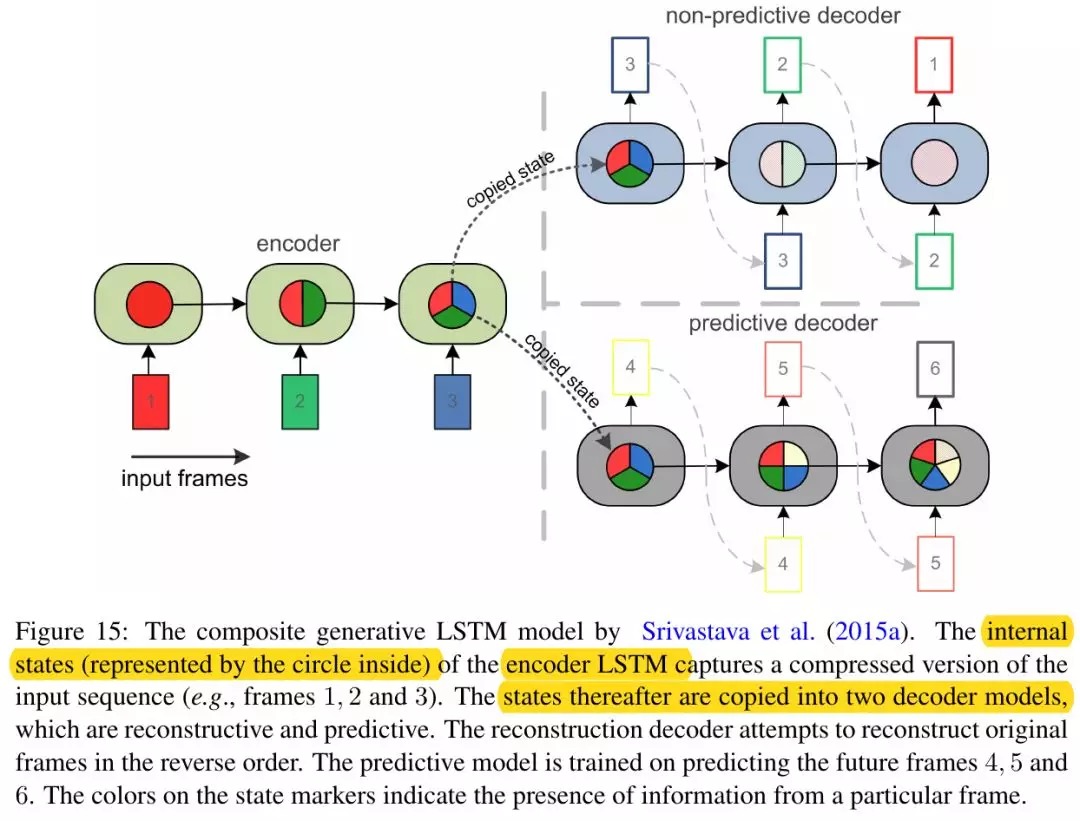 non-predictive decoder
3
2
1
copied state
3
2
encoder
1
2
3
input frames
copied state
predictive decoder
4
5
6
4
5
Figure 15: The composite generative LSTM model by Srivastava et al. (2015a). The internal
states (represented by the circle inside) of the encoder LSTM captures a compressed version of the
input sequence (e.g., frames 1, 2 and 3). The states thereafter are copied into two decoder models,
which are reconstructive and predictive. The reconstruction decoder attempts to reconstruct original
frames in the reverse order. The predictive model is trained on predicting the future frames 4, 5 and
6. The colors on the state markers indicate the presence of information from a particular frame.